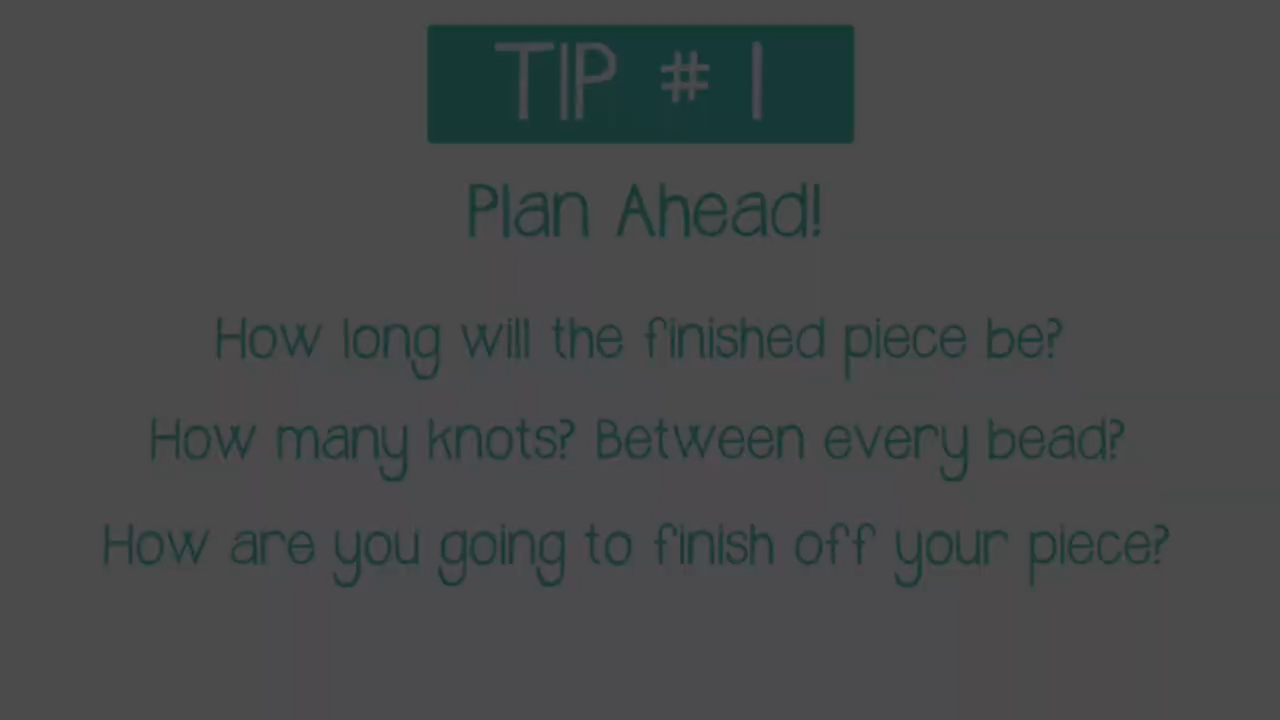 TIP # 1
Plan Ahead!
How long will the finished piece be?
How many knots? Between every bead?
How are you going to finish off your piece?